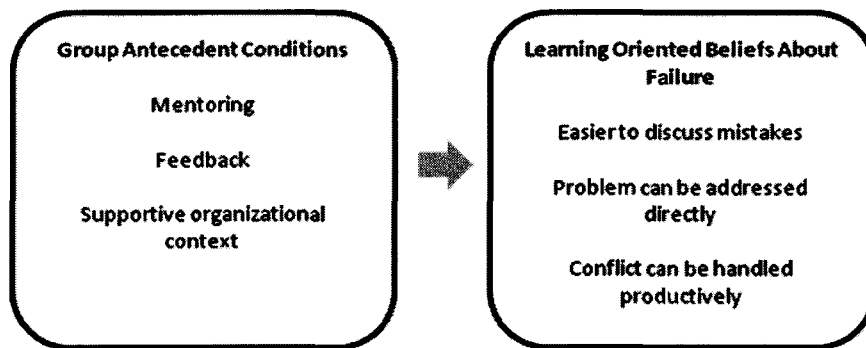 Group Antecedent Conditions
Mentoring
Feedback
Supportive organizational
context
Learning Oriented Beliefs About
Failure
Easier to discuss mistakes
Problem can be addressed
directly
Conflict can be handled
productively